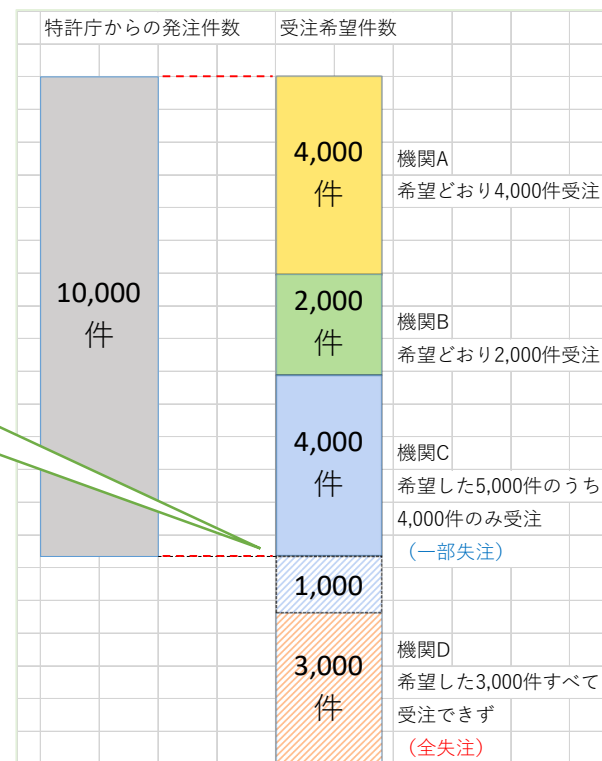 特許庁からの発注件数
受注希望件数
10,000
件
4,000
件
機関A
希望どおり4,000件受注
2,000
件
機関B
希望どおり2,000件受注
4,000
件
機関C
希望した5,000件のうち
4,000件のみ受注
（一部失注）
1,000
3,000
件
機関D
希望した3,000件すべて
受注できず
（全失注）